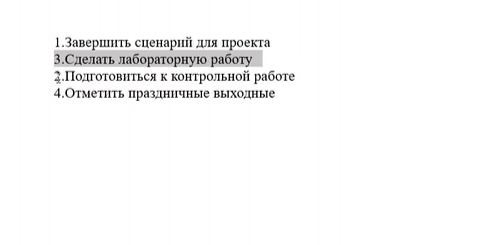 1.Завершить сценарий для проекта
3.Сделать лабораторную работу
2.Подготовиться к контрольной работе
4.Отметить праздничные выходные